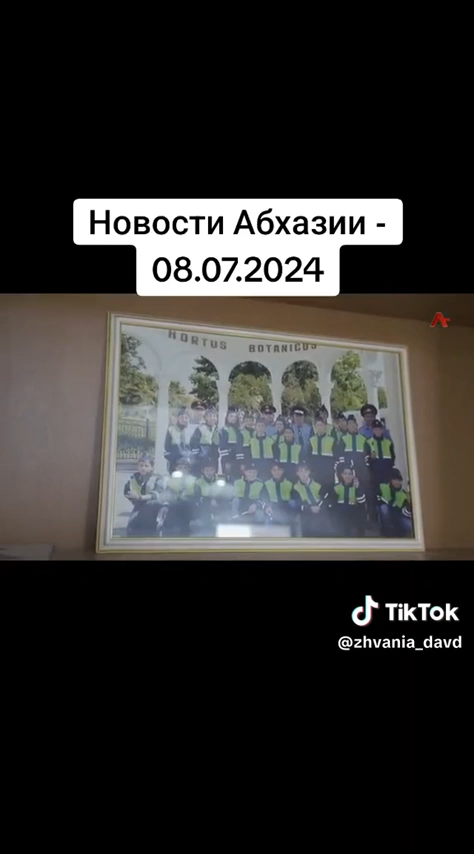 Новости Абхазии -
08.07.2024
HORTUS BOTANICUS
TikTok
@zhvania_davd